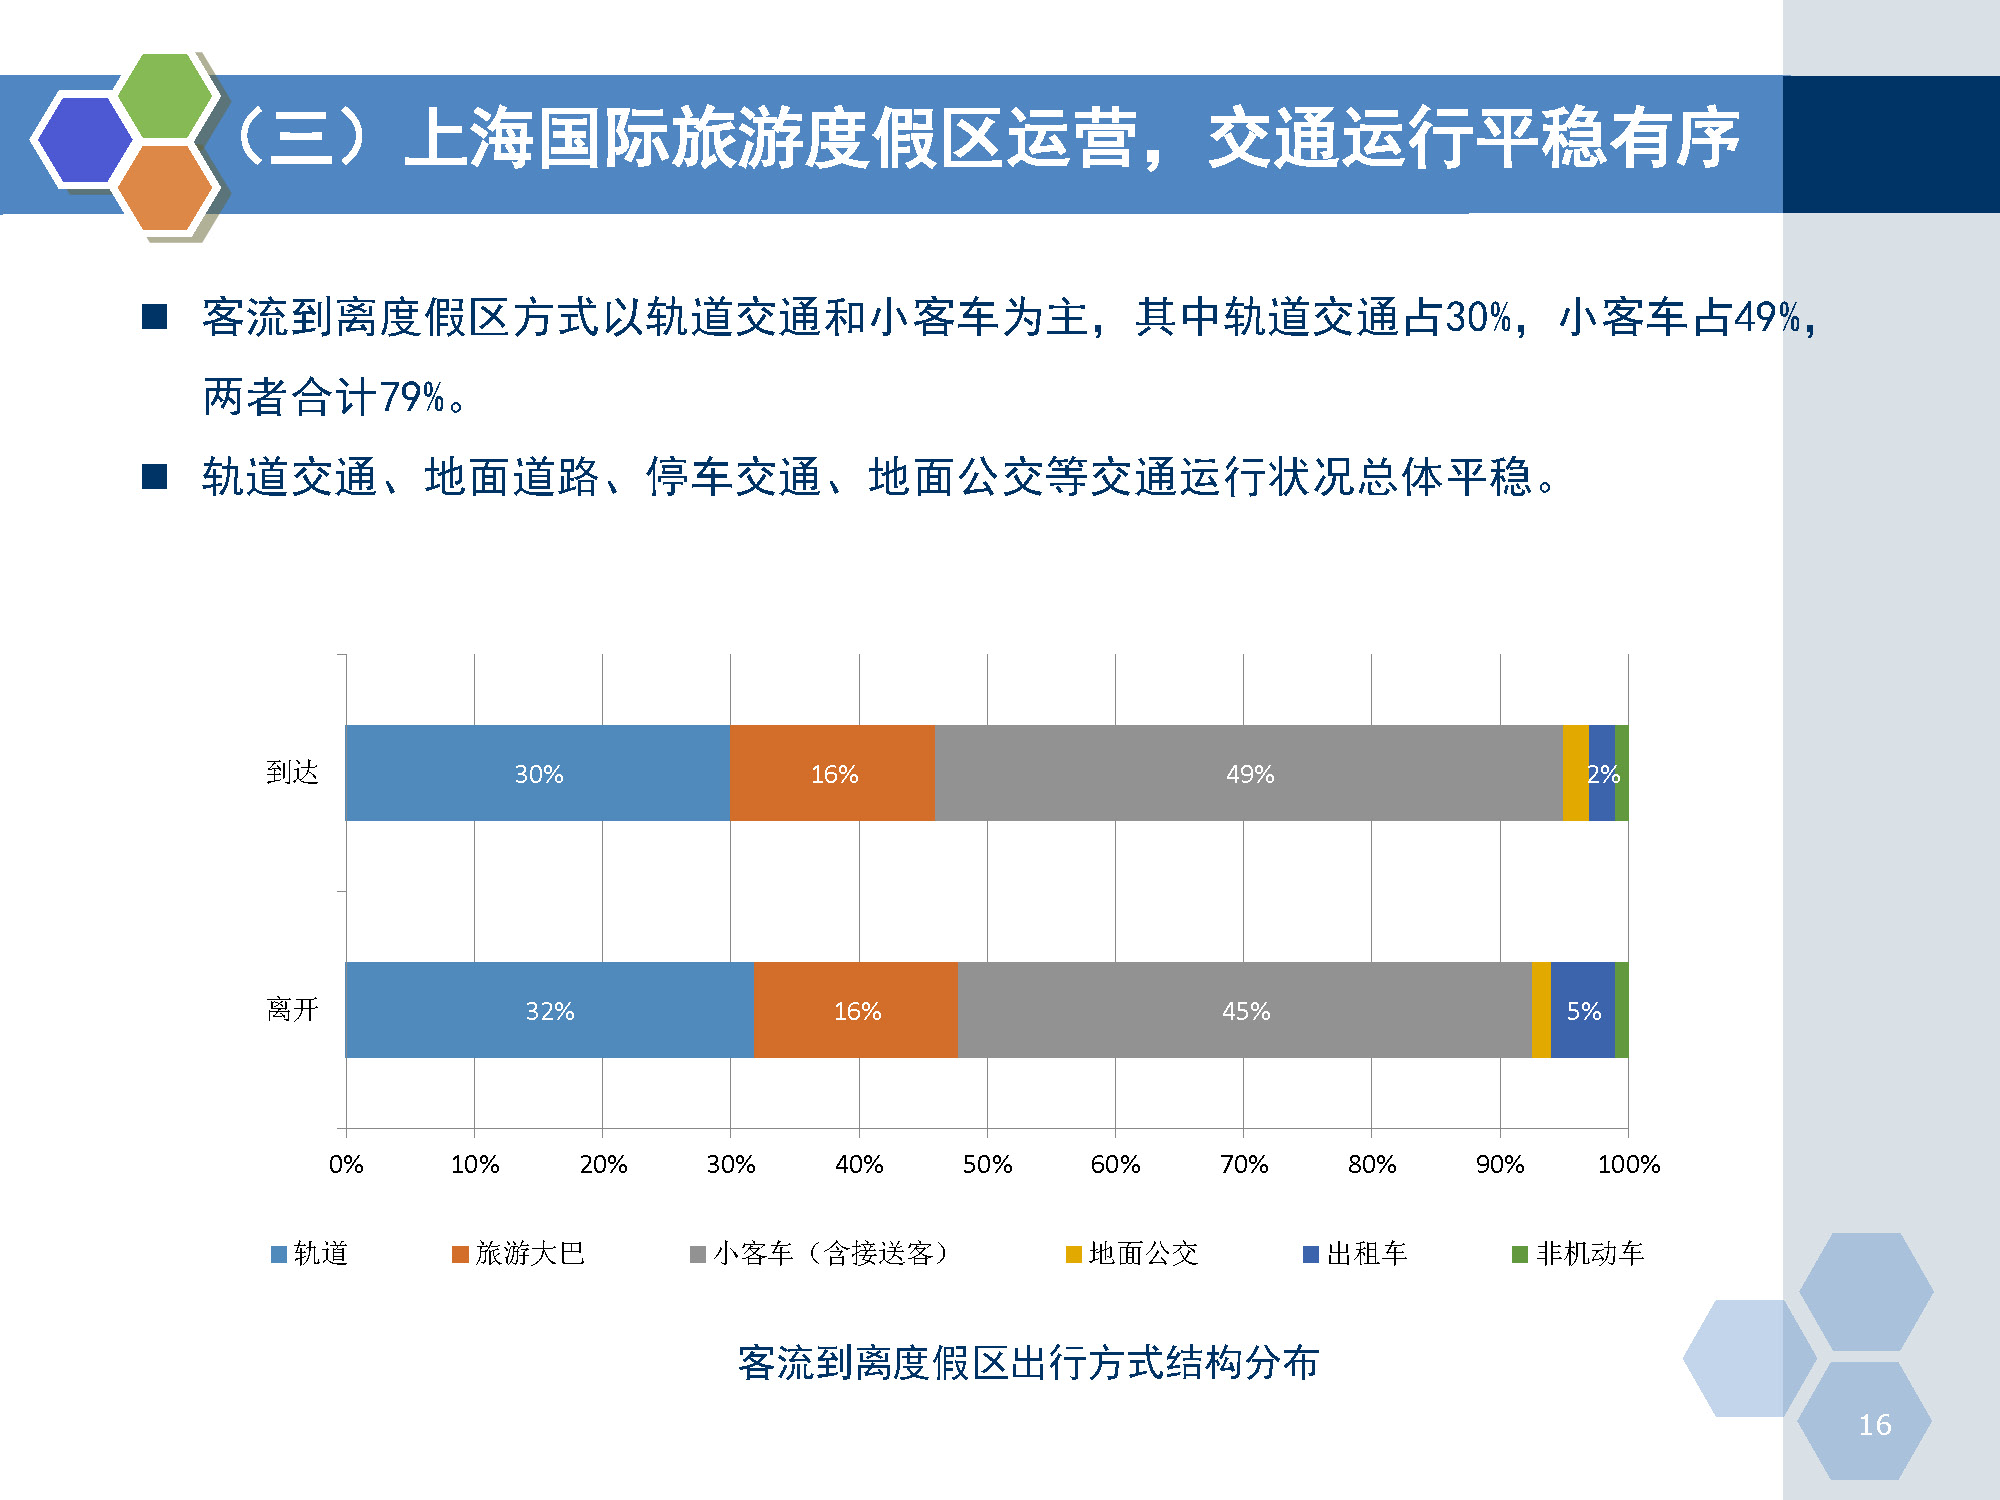 （三）上海国际旅游度假区运营，交通运行平稳有序
■ 客流到离度假区方式以轨道交通和小客车为主，其中轨道交通占30%，小客车占49%，
两者合计79%。
■ 轨道交通、地面道路、停车交通、地面公交等交通运行状况总体平稳。
到达 30% 16% 49% 2%
离开 32% 16% 45% 5%
0% 10% 20% 30% 40% 50% 60% 70% 80% 90% 100%
轨道 旅游大巴 小客车（含接送客） 地面公交 出租车 非机动车
客流到离度假区出行方式结构分布
16